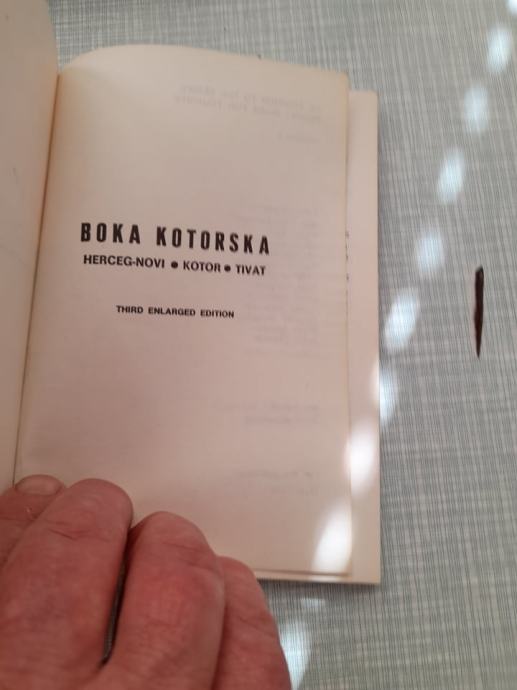 BOKA KOTORSKA
HERCEG-NOVI ● KOTOR ● TIVAT
THIRD ENLARGED EDITION